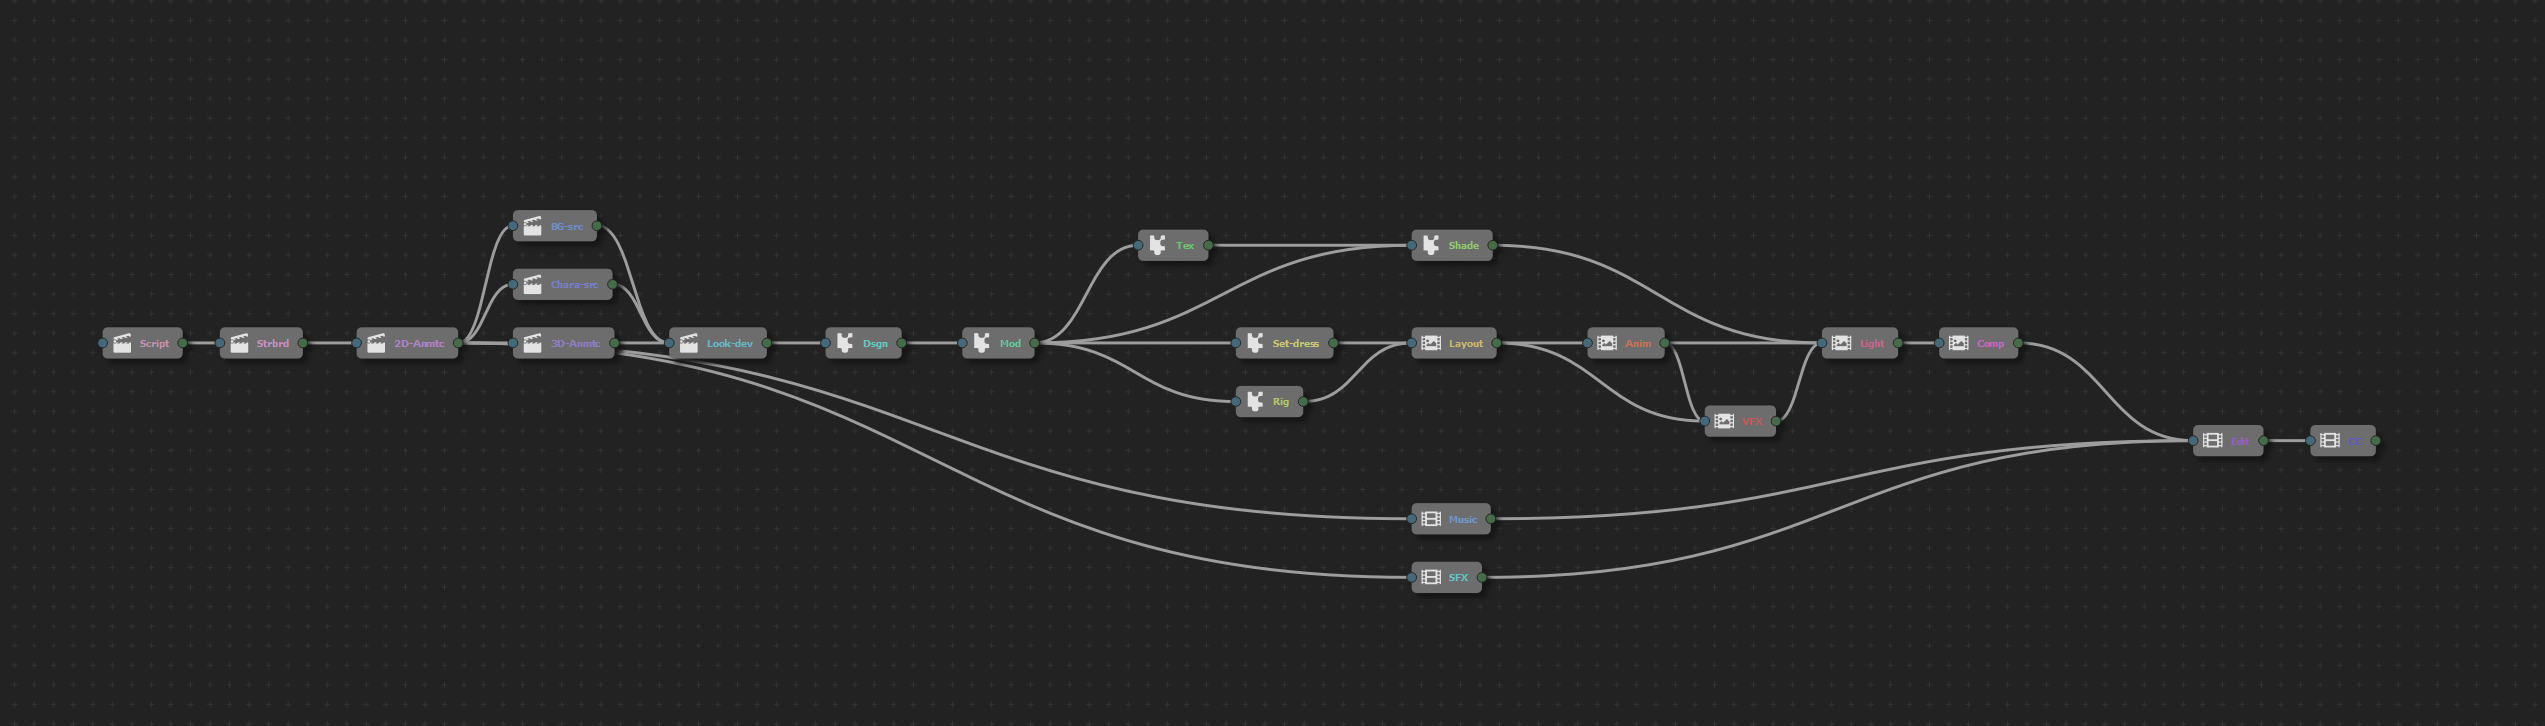 BG-src
Tex
Shade
Chara-src
Script
Strbrd
2D-Anmtc
3D-Anmtc
Look-dev
Dsgn
Mod
Set-dress
Layout
Anim
Light
Comp
Rig
VFX
Edit
CC
Music
SFX